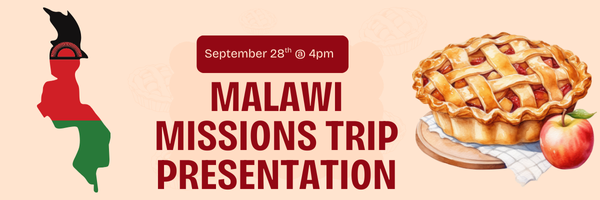 September 28th @ 4pm
MALAWI
MISSIONS TRIP
PRESENTATION